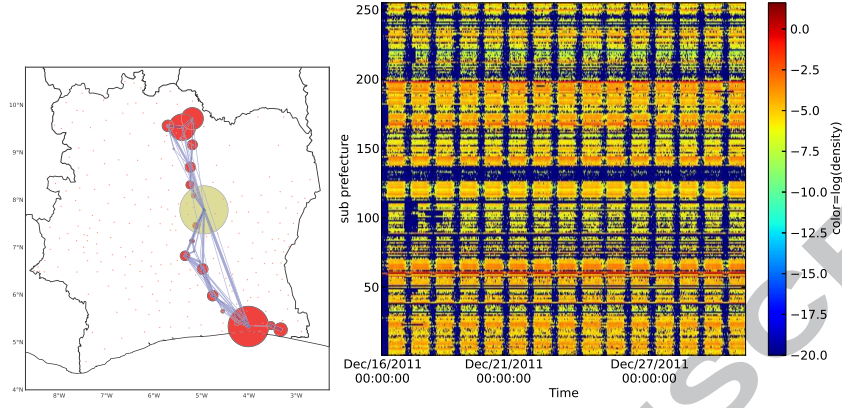 10°N
9°N
8°N
7°N
6°N
5°N
4°N
8°W
7°W
6°W
5°W
4°W
3°W
250
200
150
100
50
sub prefecture
Dec/16/2011
00:00:00
Dec/21/2011
00:00:00
Dec/27/2011
00:00:00
Time
0.0
−2.5
−5.0
−7.5
−10.0
−12.5
−15.0
−17.5
−20.0
color=log(density)